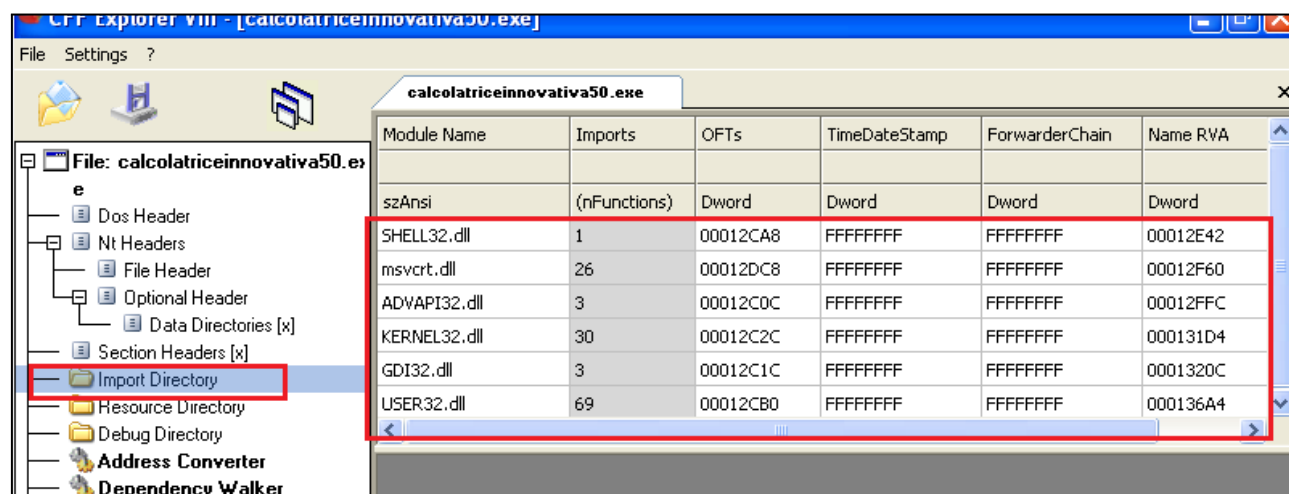 CFF Explorer VIII - [calcolatriceinnovativa50.exe]
File Settings ?
calcolatriceinnovativa50.exe
Module Name Imports OFTs TimeDateStamp ForwarderChain Name RVA
szAnsi (nFunctions) Dword Dword Dword Dword
SHELL32.dll 1 00012CA8 FFFFFFFF FFFFFFFF 00012E42
msvcrt.dll 26 00012DC8 FFFFFFFF FFFFFFFF 00012F60
ADVAPI32.dll 3 00012C0C FFFFFFFF FFFFFFFF 00012FFC
KERNEL32.dll 30 00012C2C FFFFFFFF FFFFFFFF 000131D4
GDI32.dll 3 00012C1C FFFFFFFF FFFFFFFF 0001320C
USER32.dll 69 00012CB0 FFFFFFFF FFFFFFFF 000136A4
File: calcolatriceinnovativa50.ex
e
Dos Header
Nt Headers
File Header
Optional Header
Data Directories [x]
Section Headers [x]
Import Directory
Resource Directory
Debug Directory
Address Converter
Dependency Walker